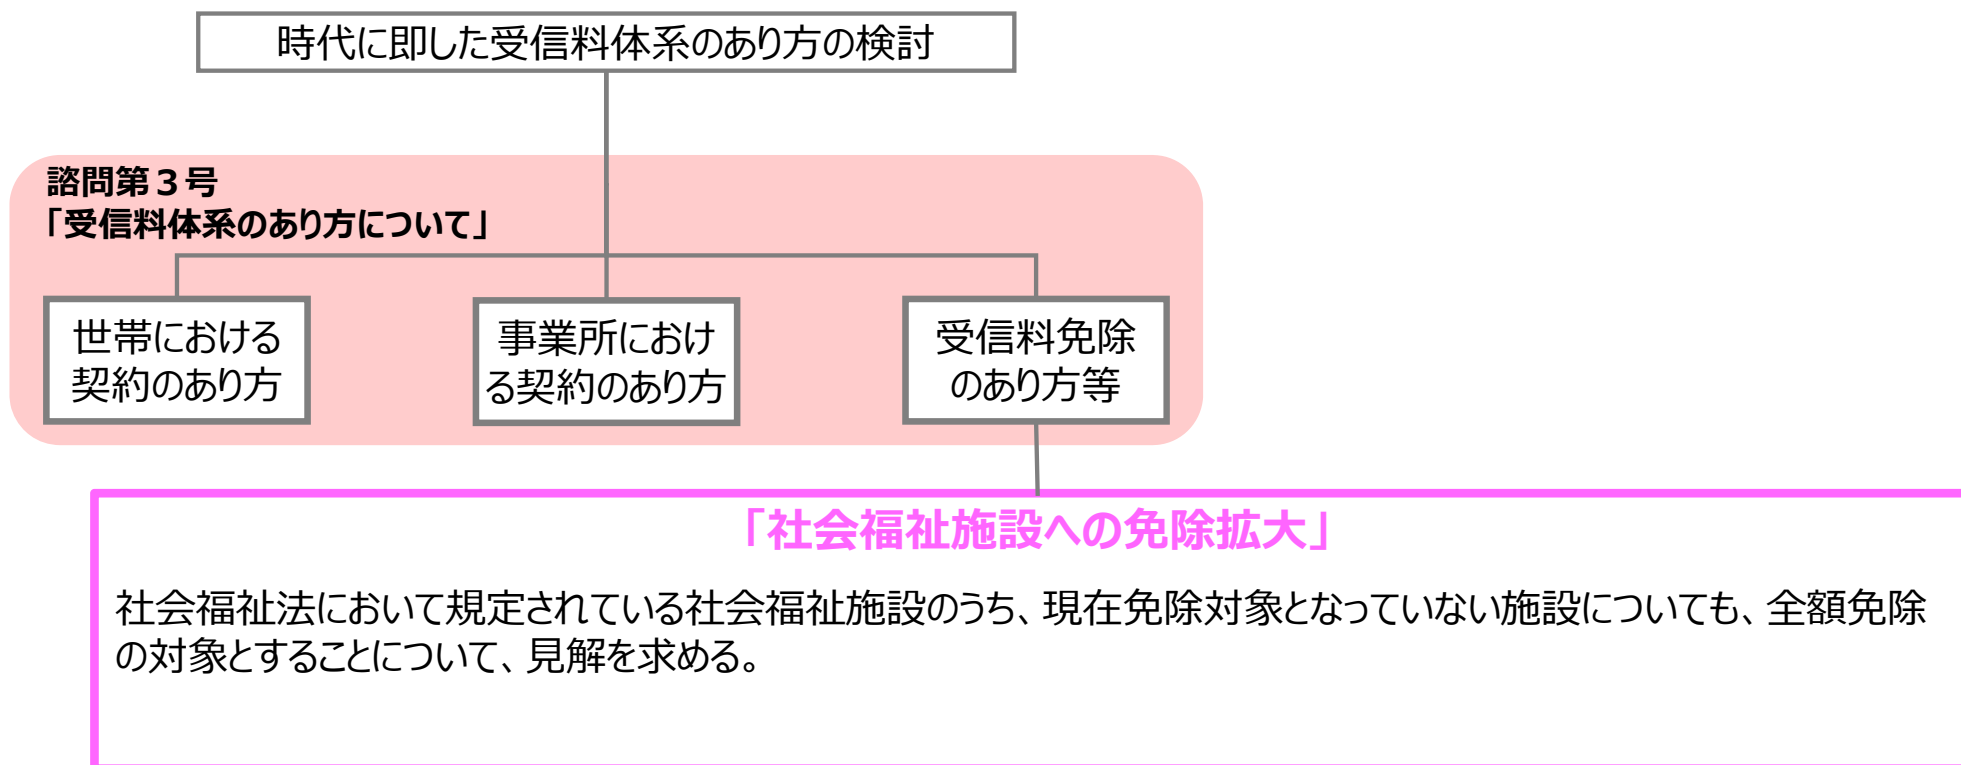 時代に即した受信料体系のあり方の検討
諮問第３号
「受信料体系のあり方について」
世帯における
契約のあり方
事業所におけ
る契約のあり方
受信料免除
のあり方等
「社会福祉施設への免除拡大」
社会福祉法において規定されている社会福祉施設のうち、現在免除対象となっていない施設についても、全額免除
の対象とすることについて、見解を求める。